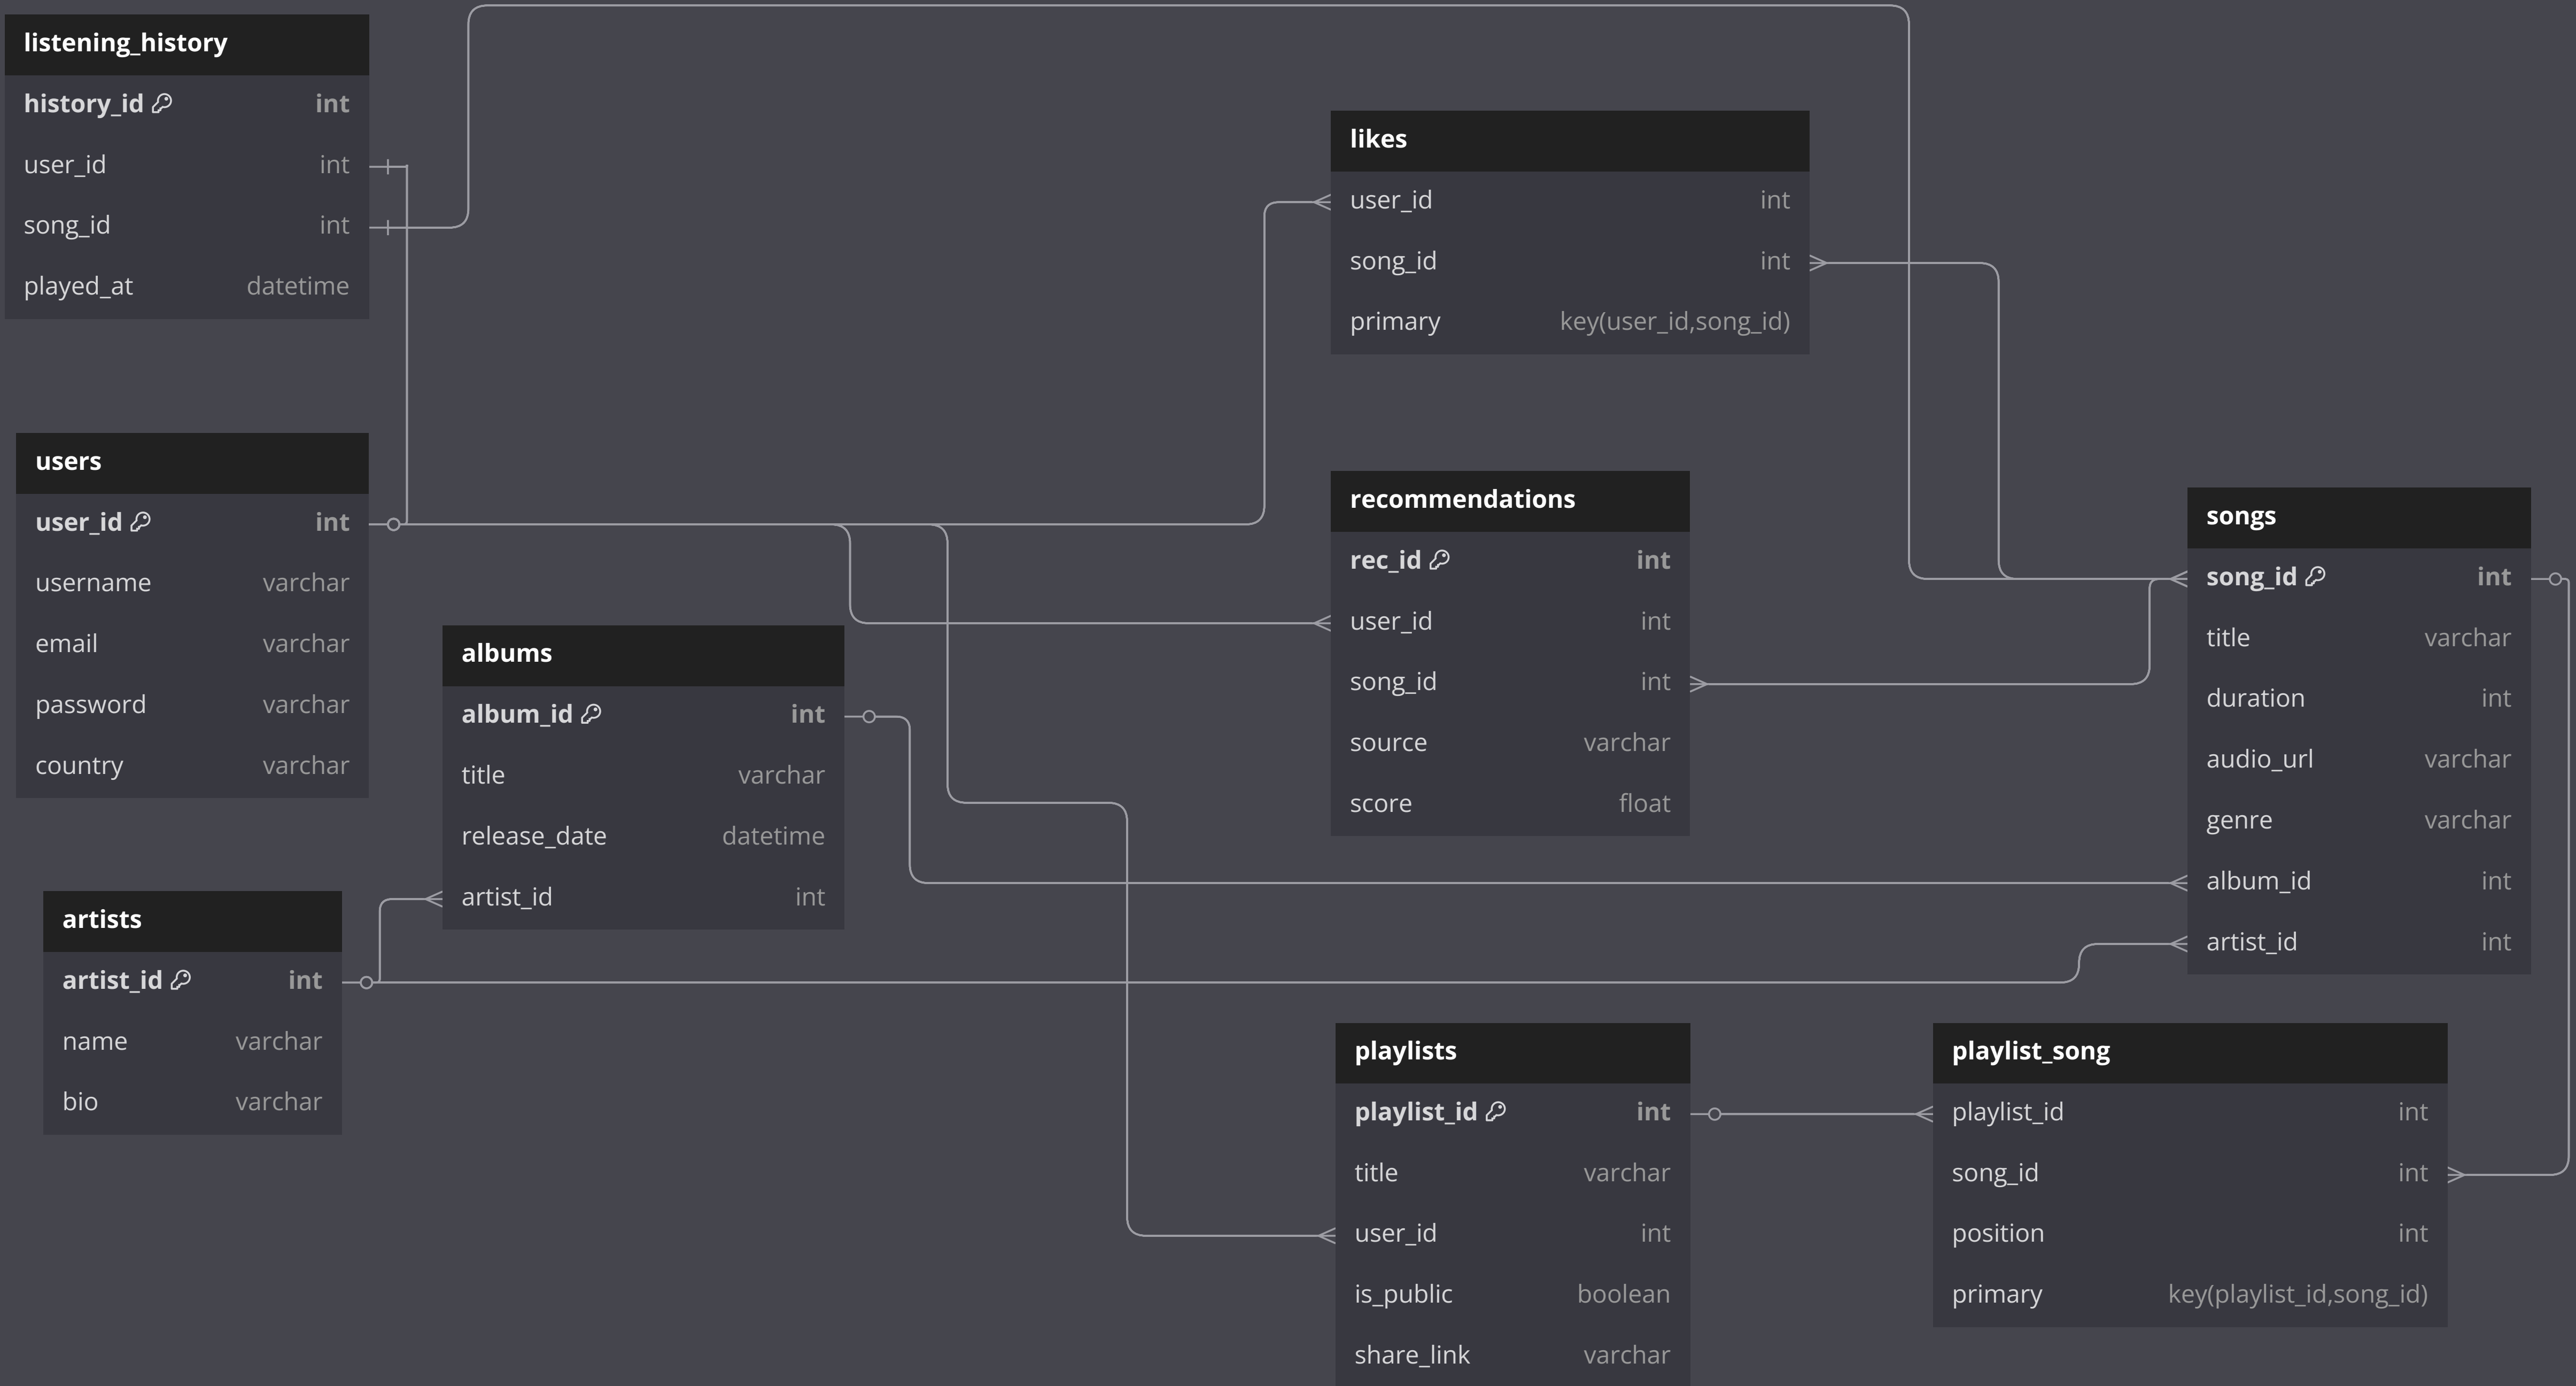 listening_history
history_id int
user_id int
song_id int
played_at datetime
users
user_id int
username varchar
email varchar
password varchar
country varchar
artists
artist_id int
name varchar
bio varchar
albums
album_id int
title varchar
release_date datetime
artist_id int
likes
user_id int
song_id int
primary key(user_id,song_id)
recommendations
rec_id int
user_id int
song_id int
source varchar
score float
playlists
playlist_id int
title varchar
user_id int
is_public boolean
share_link varchar
songs
song_id int
title varchar
duration int
audio_url varchar
genre varchar
album_id int
artist_id int
playlist_song
playlist_id int
song_id int
position int
primary key(playlist_id,song_id)